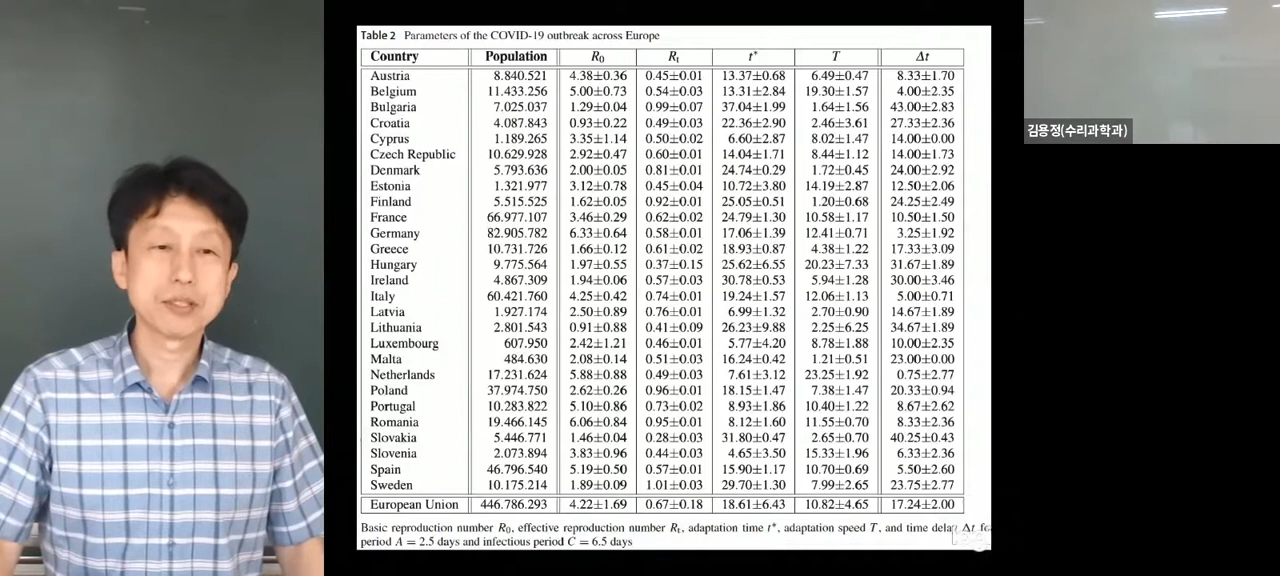 Table 2 Parameters of the COVID-19 outbreak across Europe
Country Population R₀ Rₜ t* T Δt
Austria 8.840.521 4.38±0.36 0.45±0.01 13.37±0.68 6.49±0.47 8.33±1.70
Belgium 11.433.256 5.00±0.73 0.54±0.03 13.31±2.84 19.30±1.57 4.00±2.35
Bulgaria 7.025.037 1.29±0.04 0.99±0.07 37.04±1.99 1.64±1.56 43.00±2.83
Croatia 4.087.843 0.93±0.22 0.49±0.03 22.36±2.90 2.46±3.61 27.33±2.36
Cyprus 1.189.265 3.35±1.14 0.50±0.02 6.60±2.87 8.02±1.47 14.00±0.00
Czech Republic 10.629.928 2.92±0.47 0.60±0.01 14.04±1.71 8.44±1.12 14.00±1.73
Denmark 5.793.636 2.00±0.05 0.81±0.01 24.74±0.29 1.72±0.45 24.00±2.92
Estonia 1.321.977 3.12±0.78 0.45±0.04 10.72±3.80 14.19±2.87 12.50±2.06
Finland 5.515.525 1.62±0.05 0.92±0.01 25.05±0.51 1.20±0.68 24.25±2.49
France 66.977.107 3.46±0.29 0.62±0.02 24.79±1.30 10.58±1.17 10.50±1.50
Germany 82.905.782 6.33±0.64 0.58±0.01 17.06±1.39 12.41±0.71 3.25±1.92
Greece 10.731.726 1.66±0.12 0.61±0.02 18.93±0.87 4.38±1.22 17.33±3.09
Hungary 9.775.564 1.97±0.55 0.37±0.15 25.62±6.55 20.23±7.33 31.67±1.89
Ireland 4.867.309 1.94±0.06 0.57±0.03 30.78±0.53 5.94±1.28 30.00±3.46
Italy 60.421.760 4.25±0.42 0.74±0.01 19.24±1.57 12.06±1.13 5.00±0.71
Latvia 1.927.174 2.50±0.89 0.76±0.01 6.99±1.32 2.70±0.90 14.67±1.89
Lithuania 2.801.543 0.91±0.88 0.41±0.09 26.23±9.88 2.25±6.25 34.67±1.89
Luxembourg 607.950 2.42±1.21 0.46±0.01 5.77±4.20 8.78±1.88 10.00±2.35
Malta 484.630 2.08±0.14 0.51±0.03 16.24±0.42 1.21±0.51 23.00±0.00
Netherlands 17.231.624 5.88±0.88 0.49±0.03 7.61±3.12 23.25±1.92 0.75±2.77
Poland 37.974.750 2.62±0.26 0.96±0.01 18.15±1.47 7.38±1.47 20.33±0.94
Portugal 10.283.822 5.10±0.86 0.73±0.02 8.93±1.86 10.40±1.22 8.67±2.62
Romania 19.466.145 6.06±0.84 0.95±0.01 8.12±1.60 11.55±0.70 8.33±2.36
Slovakia 5.446.771 1.46±0.04 0.28±0.03 31.80±0.47 2.65±0.70 40.25±0.43
Slovenia 2.073.894 3.83±0.96 0.44±0.03 4.65±3.50 15.33±1.96 6.33±2.36
Spain 46.796.540 5.19±0.50 0.57±0.01 15.90±1.17 10.70±0.69 5.50±2.60
Sweden 10.175.214 1.89±0.09 1.01±0.03 29.70±1.30 7.99±2.65 23.75±2.77
European Union 446.786.293 4.22±1.69 0.67±0.18 18.61±6.43 10.82±4.65 17.24±2.00
Basic reproduction number R₀, effective reproduction number Rₜ, adaptation time t*, adaptation speed T, and time delay Δt
period A = 2.5 days and infectious period C = 6.5 days
김용정(수리과학과)